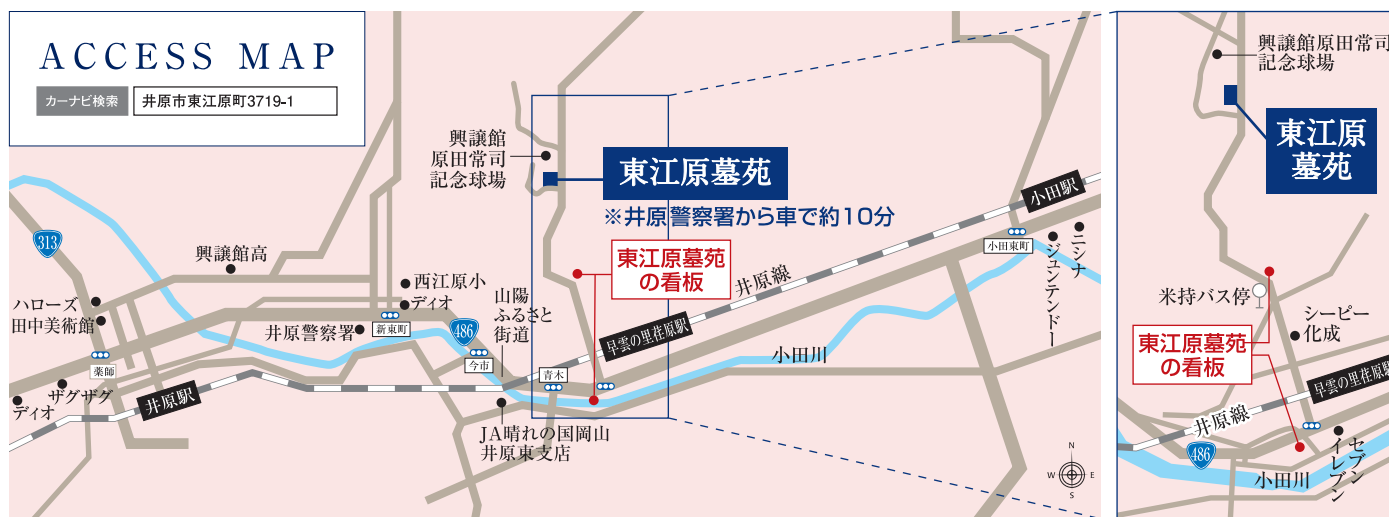 ACCESS MAP
カーナビ検索
井原市東江原町3719-1
313
ハローズ
田中美術館
薬師
ディオ
ザグザグ
井原駅
興譲館高
井原警察署
新東町
西江原小
ディオ
486
今市
山陽
ふるさと
街道
JA晴れの国岡山
井原東支店
青木
興譲館
原田常司
記念球場
東江原墓苑
※井原警察署から車で約10分
東江原墓苑
の看板
早雲の里荏原駅
井原線
小田川
小田駅
小田東町
ジュンテンドー
ニシナ
N
W
E
S
興譲館原田常司
記念球場
東江原
墓苑
米持バス停
シーピー
化成
東江原墓苑
の看板
早雲の里荏原駅
井原線
486
小田川
セブン
イレブン